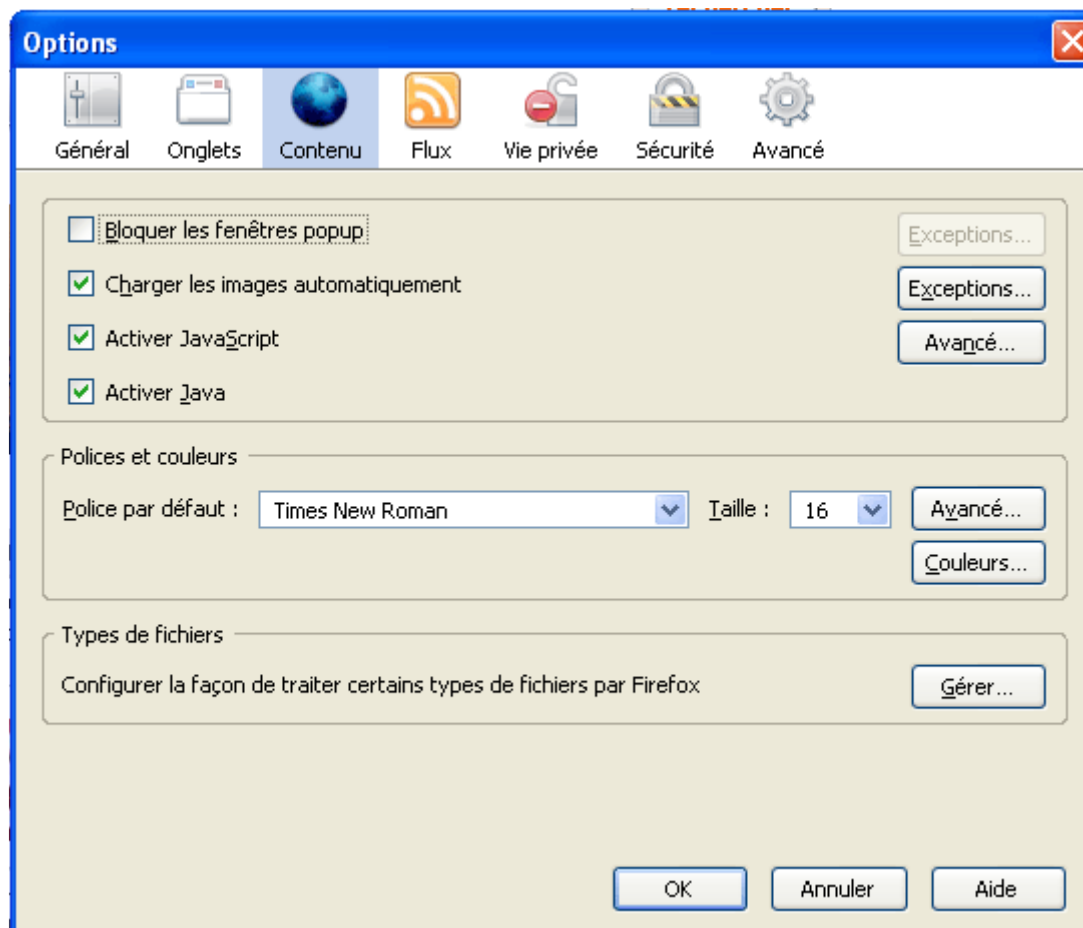 Options
Général Onglets Contenu Flux Vie privée Sécurité Avancé
Bloquer les fenêtres popup Exceptions...
Charger les images automatiquement Exceptions...
Activer JavaScript Avancé...
Activer Java
Polices et couleurs
Police par défaut : Times New Roman Taille : 16 Avancé...
Couleurs...
Types de fichiers
Configurer la façon de traiter certains types de fichiers par Firefox Gérer...
OK Annuler Aide